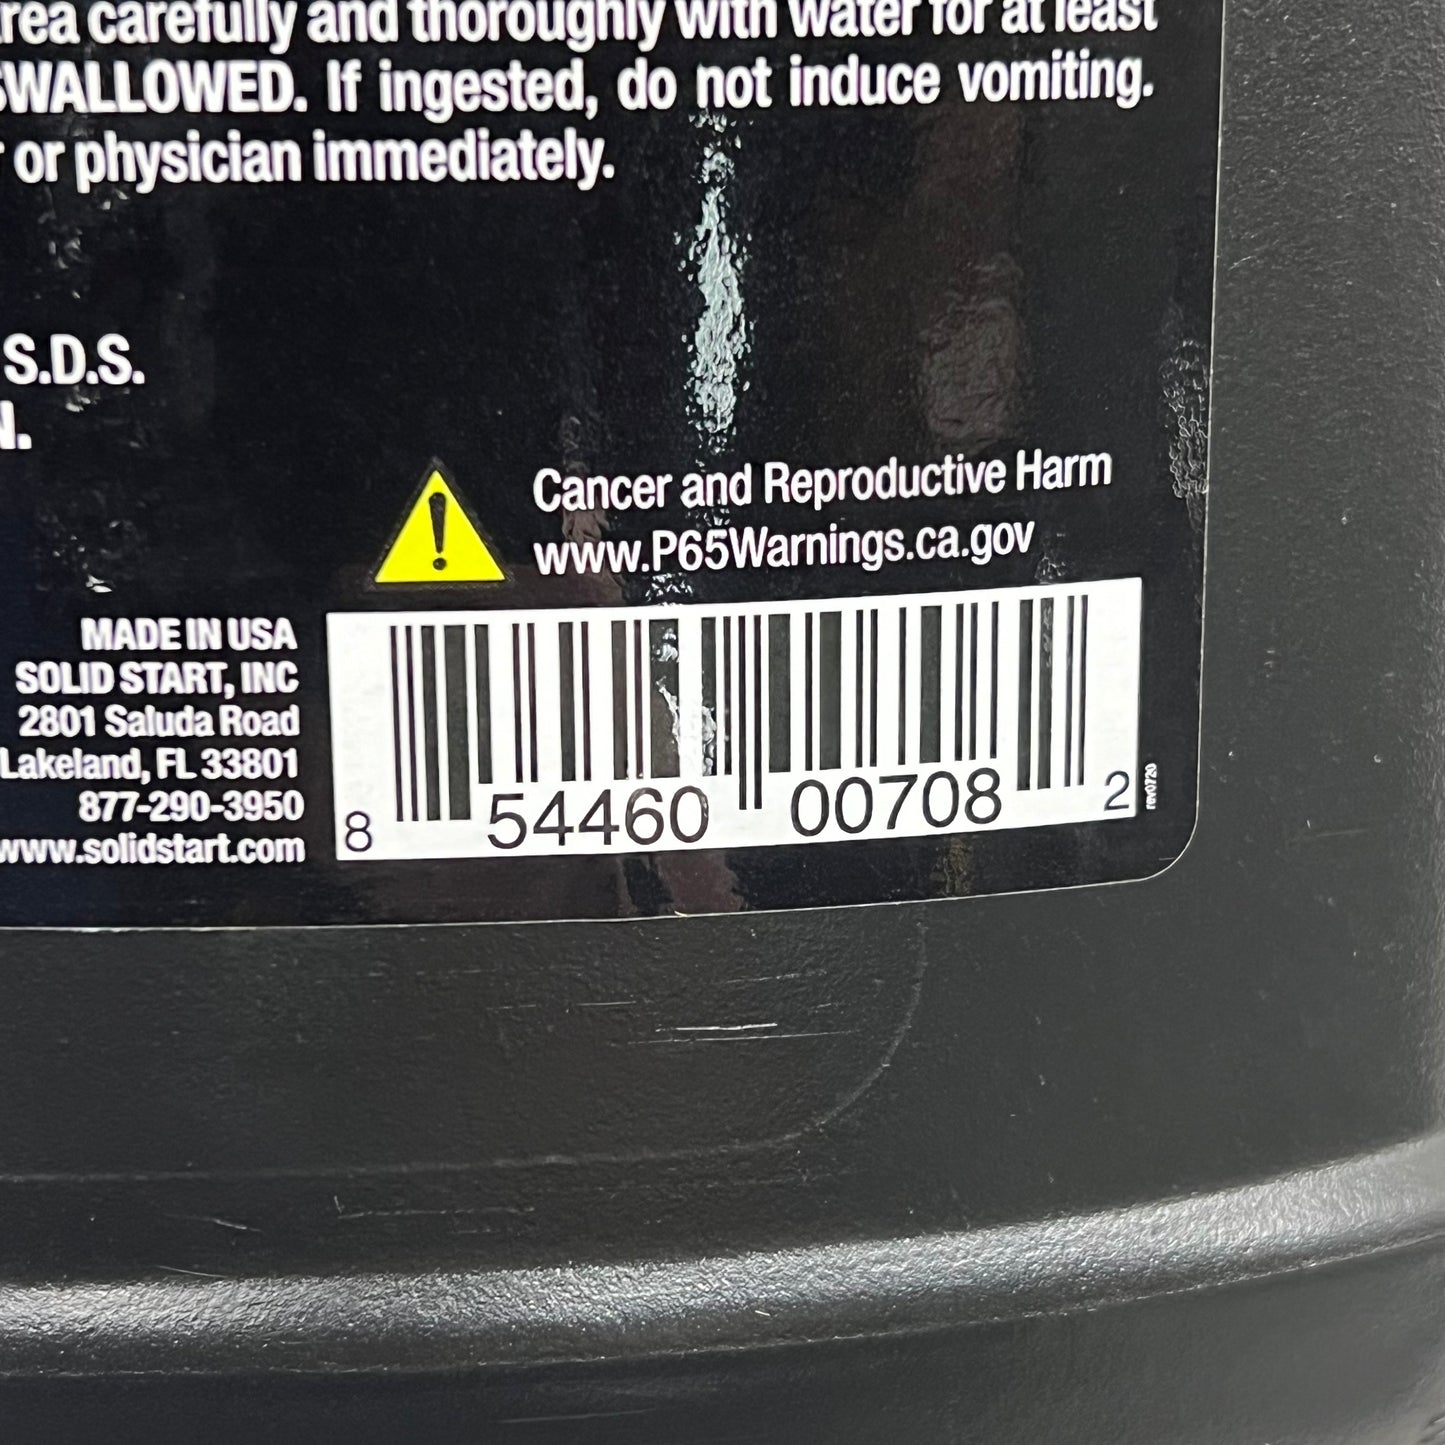 area carefully and thoroughly with water for at least
SWALLOWED. If ingested, do not induce vomiting.
or physician immediately.
S.D.S.
Cancer and Reproductive Harm
www.P65Warnings.ca.gov
MADE IN USA
SOLID START, INC
2801 Saluda Road
Lakeland, FL 33801
877-290-3950
www.solidstart.com
8 54460 00708 2
rev0720